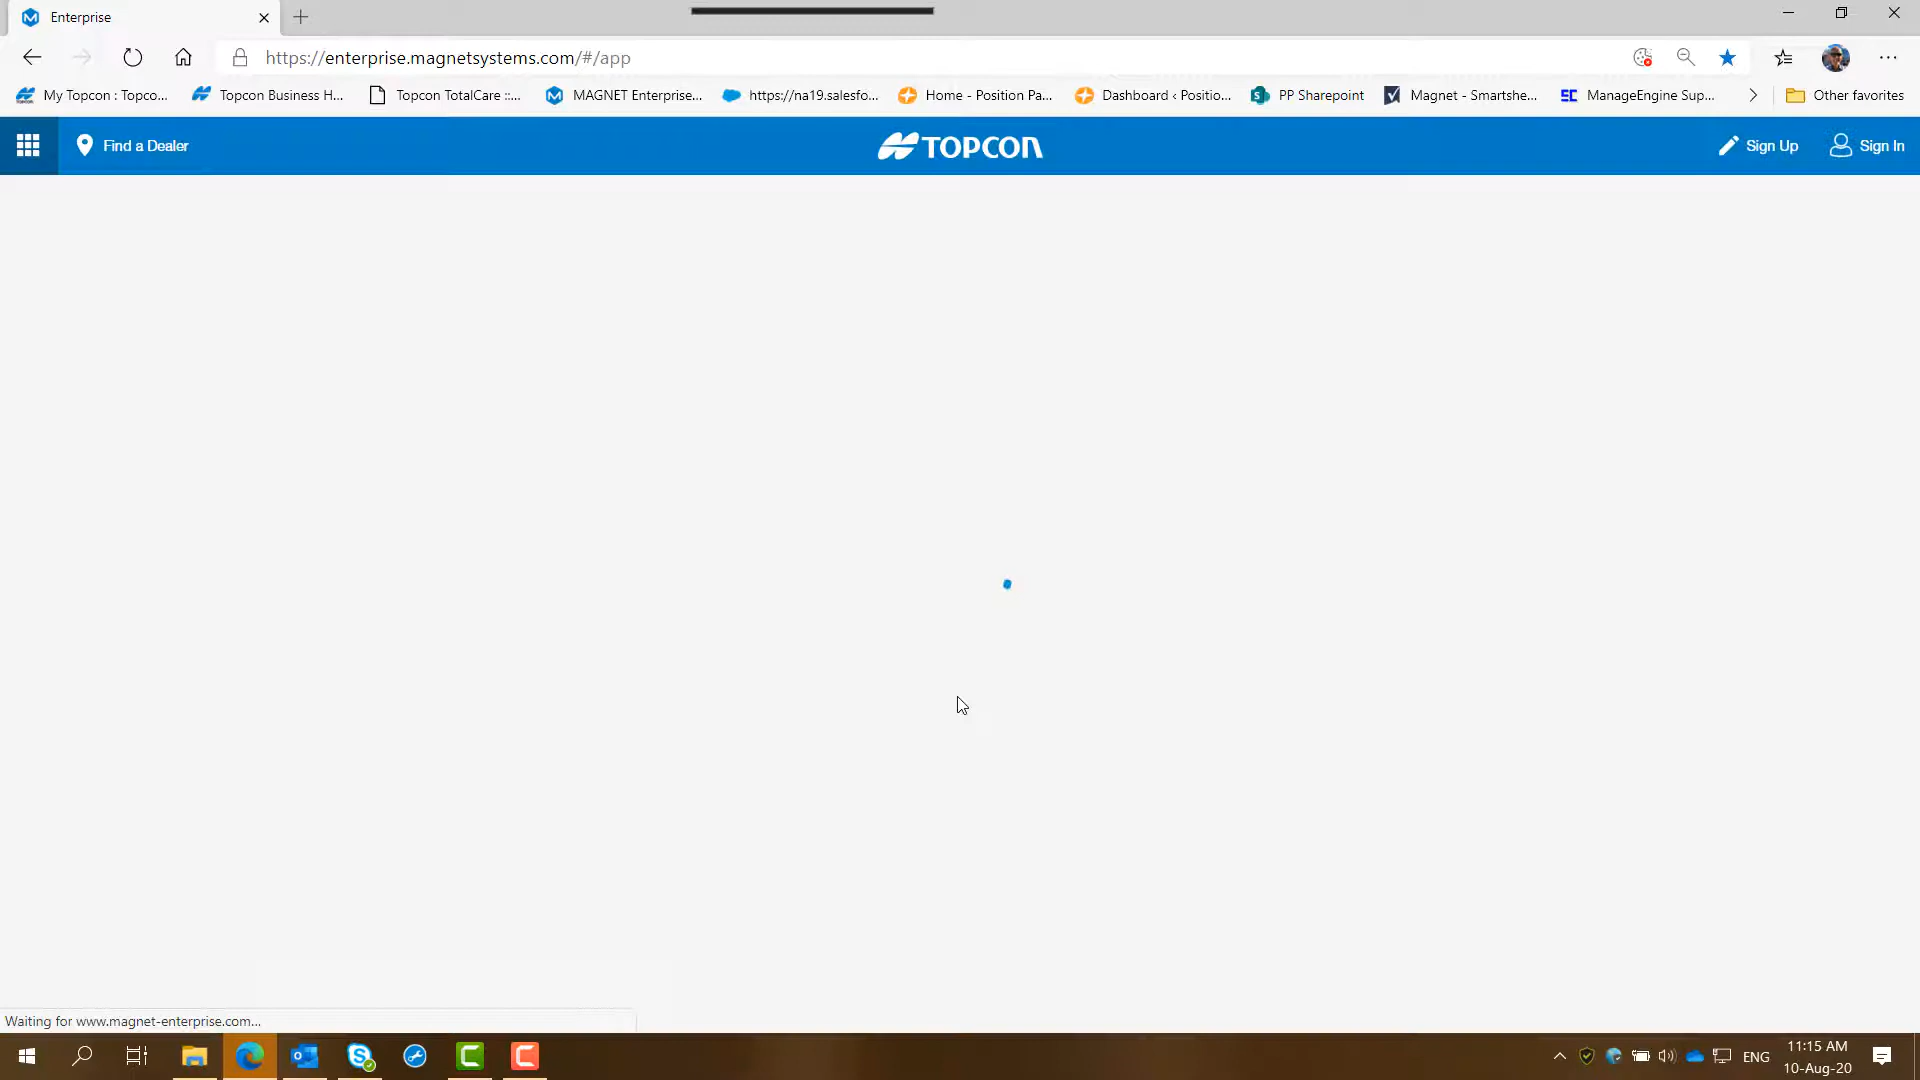 Enterprise
https://enterprise.magnetsystems.com/#/app
My Topcon : Topco...
Topcon Business H...
Topcon TotalCare ::...
MAGNET Enterprise...
https://na19.salesfo...
Home - Position Pa...
Dashboard ‹ Positio...
PP Sharepoint
Magnet - Smartshe...
ManageEngine Sup...
Other favorites
Find a Dealer
TOPCON
Sign Up
Sign In
Waiting for www.magnet-enterprise.com...
ENG
11:15 AM
10-Aug-20